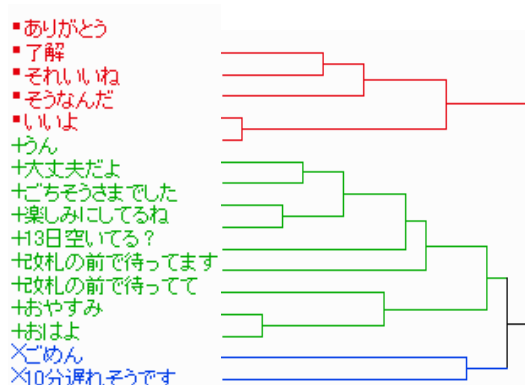 ありがとう
了解
それいいね
そうなんだ
いいよ
+うん
+大丈夫だよ
+ごちそうさまでした
+楽しみにしてるね
+13日空いてる？
+改札の前で待ってます
+改札の前で待ってて
+おやすみ
+おはよ
×ごめん
×10分遅れそうです